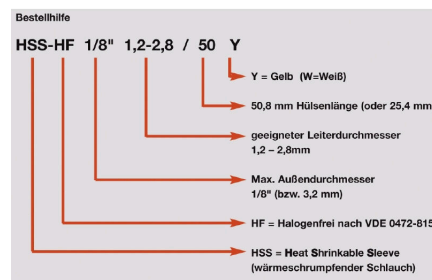 Bestellhilfe
HSS-HF 1/8" 1,2-2,8 / 50 Y
Y = Gelb (W=Weiß)
50,8 mm Hülsenlänge (oder 25,4 mm
geeigneter Leiterdurchmesser
1,2 – 2,8mm
Max. Außendurchmesser
1/8" (bzw. 3,2 mm)
HF = Halogenfrei nach VDE 0472-815
HSS = Heat Shrinkable Sleeve
(wärmeschrumpfender Schlauch)